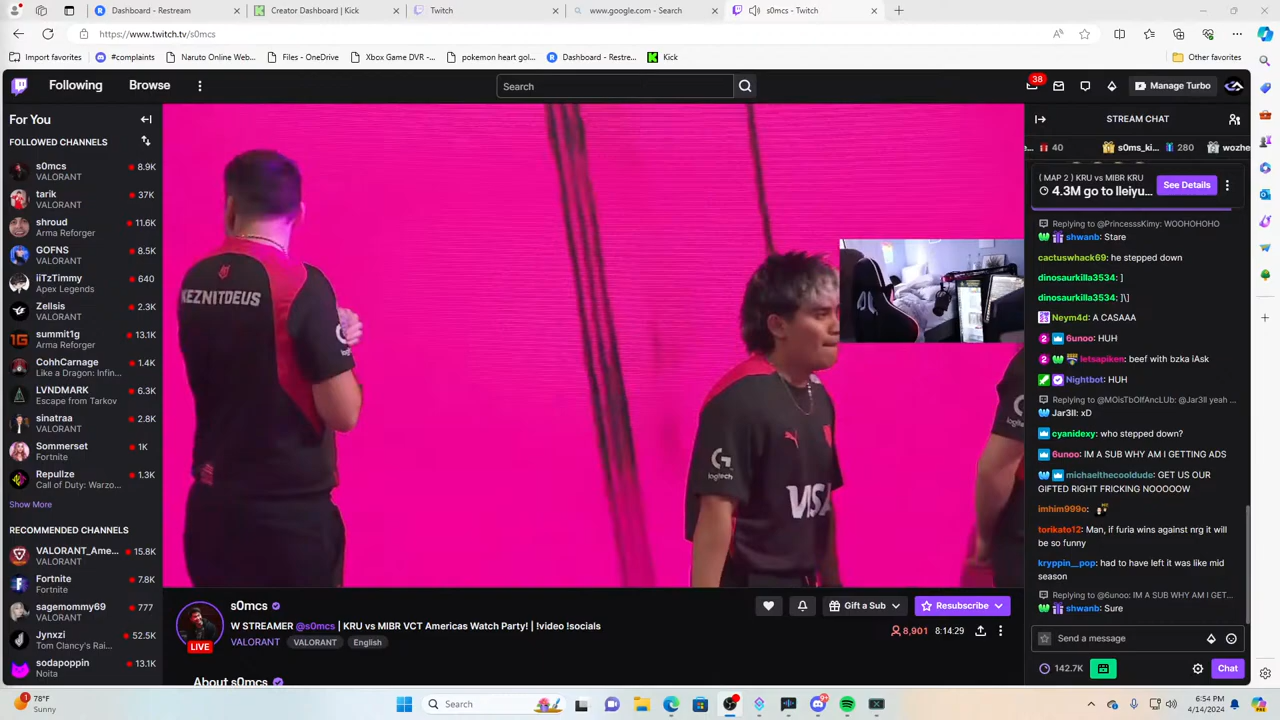 Dashboard - Restream
Creator Dashboard | Kick
Twitch
www.google.com - Search
s0mcs - Twitch
https://www.twitch.tv/s0mcs
Import favorites
#complaints
Naruto Online Web...
Files - OneDrive
Xbox Game DVR -...
pokemon heart gol...
Dashboard - Restre...
Kick
Other favorites
Following
Browse
Search
38
Manage Turbo
For You
FOLLOWED CHANNELS
s0mcs 8.9K
VALORANT
tarik 37K
VALORANT
shroud 11.6K
Arma Reforger
GOFNS 8.5K
VALORANT
iiTzTimmy 640
Apex Legends
Zellsis 2.3K
VALORANT
summit1g 13.1K
Arma Reforger
CohhCarnage 1.4K
Like a Dragon: Infin...
LVNDMARK 6.3K
Escape from Tarkov
sinatraa 2.8K
VALORANT
Sommerset 1K
Fortnite
Repullze 1.3K
Call of Duty: Warzo...
Show More
RECOMMENDED CHANNELS
VALORANT_Ame... 15.8K
VALORANT
Fortnite 7.8K
Fortnite
sagemommy69 777
VALORANT
Jynxzi 52.5K
Tom Clancy's Rai...
sodapoppin 13.1K
Noita
KEZNITDEUS
G
logitech
VISA
LIVE
s0mcs
W STREAMER @s0mcs | KRU vs MIBR VCT Americas Watch Party! | !video !socials
VALORANT VALORANT English
Gift a Sub
Resubscribe
8,901 8:14:29
About s0mcs
STREAM CHAT
e... 40 s0ms_ki... 280 wozhe
( MAP 2 ) KRU vs MIBR KRU
4.3M go to lleiyu...
See Details
Replying to @PrincesssKimy: WOOHOHOHO
shwanb: Stare
cactuswhack69: he stepped down
dinosaurkilla3534: ]
dinosaurkilla3534: ]\]
Neym4d: A CASAAA
2 6unoo: HUH
2 letsapiken: beef with bzka iAsk
Nightbot: HUH
Replying to @MOIsTbOlfAncLUb: @Jar3ll yeah ...
Jar3ll: xD
cyanidexy: who stepped down?
6unoo: IM A SUB WHY AM I GETTING ADS
michaelthecooldude: GET US OUR
GIFTED RIGHT FRICKING NOOOOOW
imhim999o:
torikato12: Man, if furia wins against nrg it will
be so funny
kryppin__pop: had to have left it was like mid
season
Replying to @6unoo: IM A SUB WHY AM I GET...
shwanb: Sure
Send a message
142.7K
Chat
78°F
Sunny
Search
9+
6:54 PM
4/14/2024